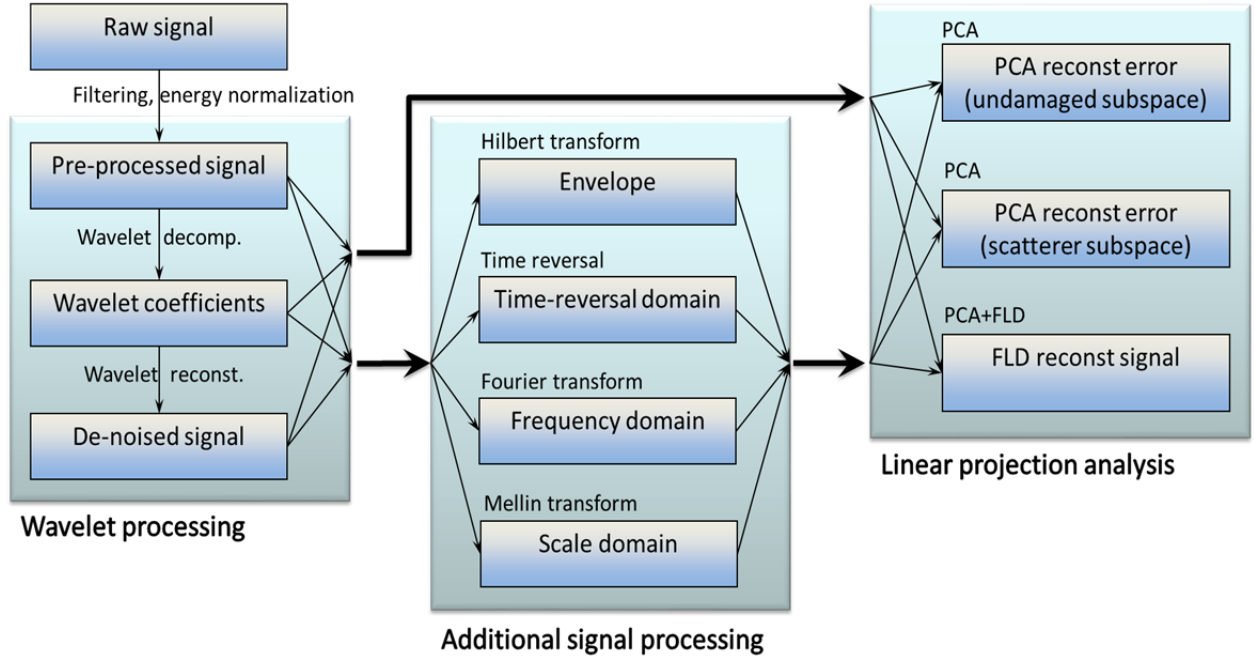 Raw signal
Filtering, energy normalization
Pre-processed signal
Wavelet decomp.
Wavelet coefficients
Wavelet reconst.
De-noised signal
Wavelet processing
Hilbert transform
Envelope
Time reversal
Time-reversal domain
Fourier transform
Frequency domain
Mellin transform
Scale domain
Additional signal processing
PCA
PCA reconst error
(undamaged subspace)
PCA
PCA reconst error
(scatterer subspace)
PCA+FLD
FLD reconst signal
Linear projection analysis